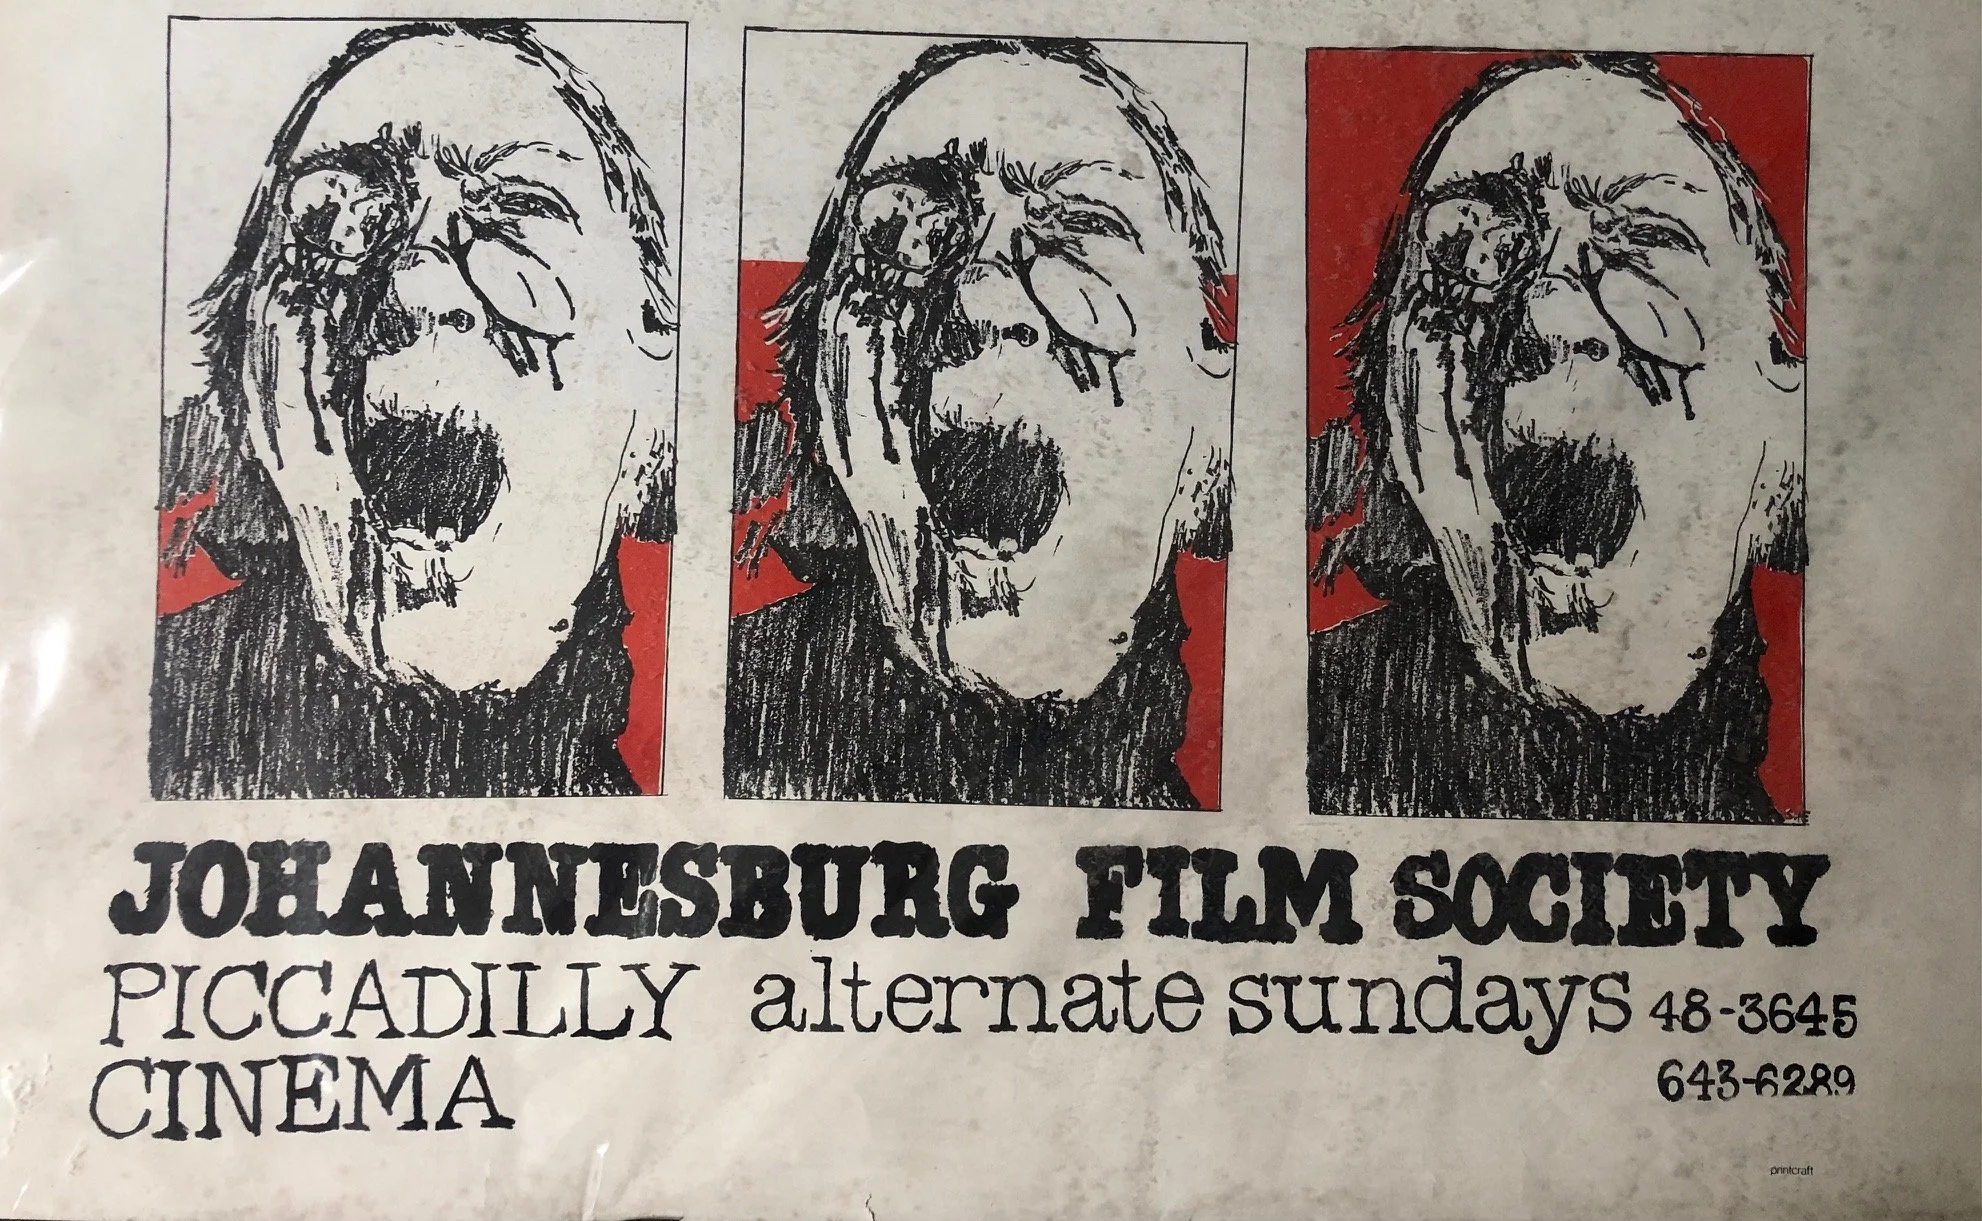 JOHANNESBURG FILM SOCIETY
PICCADILLY alternate sundays 48-3645
CINEMA 643-6289
printcraft